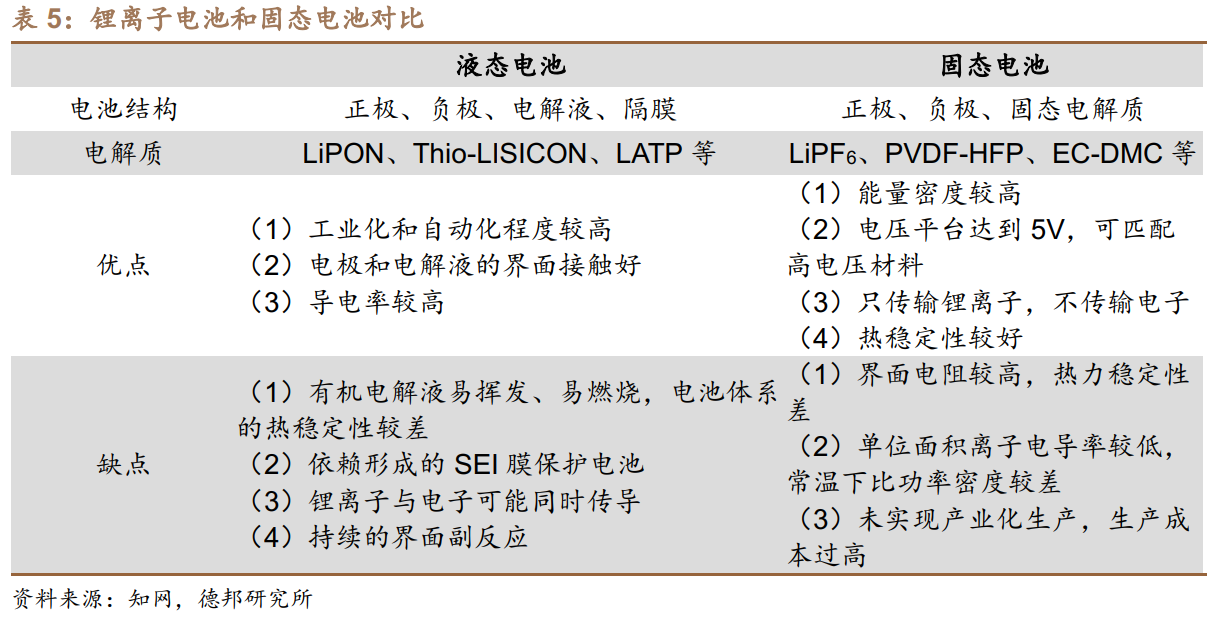 表 5：锂离子电池和固态电池对比
液态电池 固态电池
电池结构 正极、负极、电解液、隔膜 正极、负极、固态电解质
电解质 LiPON、Thio-LISICON、LATP 等 LiPF6、PVDF-HFP、EC-DMC 等
优点
（1）工业化和自动化程度较高
（2）电极和电解液的界面接触好
（3）导电率较高
（1）能量密度较高
（2）电压平台达到 5V，可匹配
高电压材料
（3）只传输锂离子，不传输电子
（4）热稳定性较好
缺点
（1）有机电解液易挥发、易燃烧，电池体系
的热稳定性较差
（2）依赖形成的 SEI 膜保护电池
（3）锂离子与电子可能同时传导
（4）持续的界面副反应
（1）界面电阻较高，热力稳定性
差
（2）单位面积离子电导率较低，
常温下比功率密度较差
（3）未实现产业化生产，生产成
本过高
资料来源：知网，德邦研究所